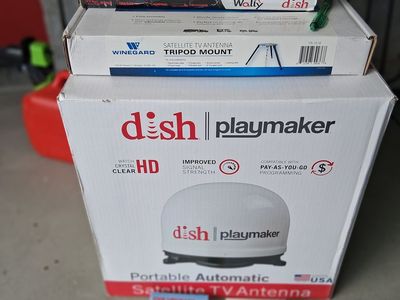 Wally
dish
WINEGARD
SATELLITE TV ANTENNA
TRIPOD MOUNT
dish playmaker
WATCH
CRYSTAL
CLEAR HD
IMPROVED
SIGNAL
STRENGTH
COMPATIBLE WITH
PAY-AS-YOU-GO
PROGRAMMING
dish playmaker
Portable Automatic
Satellite TV Antenna
USA